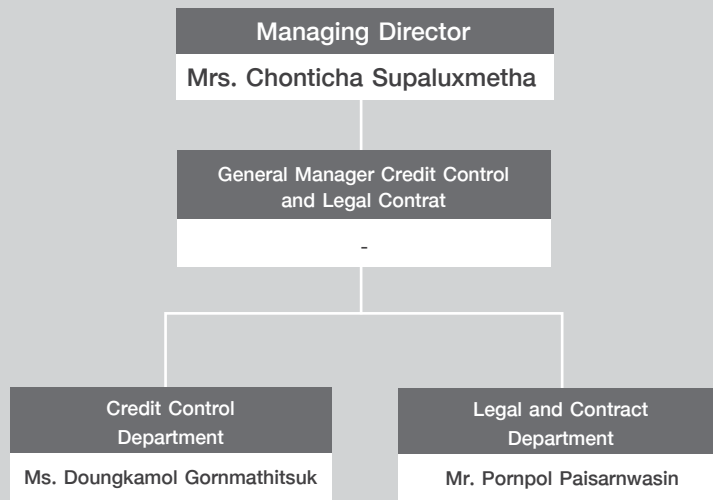 Managing Director
Mrs. Chonticha Supaluxmetha
General Manager Credit Control
and Legal Contrat
-
Credit Control
Department
Ms. Doungkamol Gornmathitsuk
Legal and Contract
Department
Mr. Pornpol Paisarnwasin